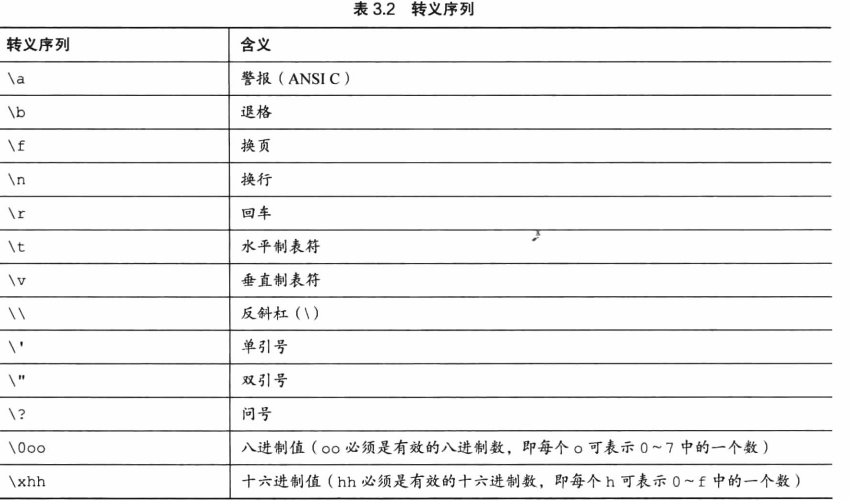 表 3.2 转义序列
转义序列 含义
\a 警报（ANSI C）
\b 退格
\f 换页
\n 换行
\r 回车
\t 水平制表符
\v 垂直制表符
\\ 反斜杠（\）
\' 单引号
\" 双引号
\? 问号
\0oo 八进制值（oo 必须是有效的八进制数，即每个 o 可表示 0~7 中的一个数）
\xhh 十六进制值（hh 必须是有效的十六进制数，即每个 h 可表示 0~f 中的一个数）